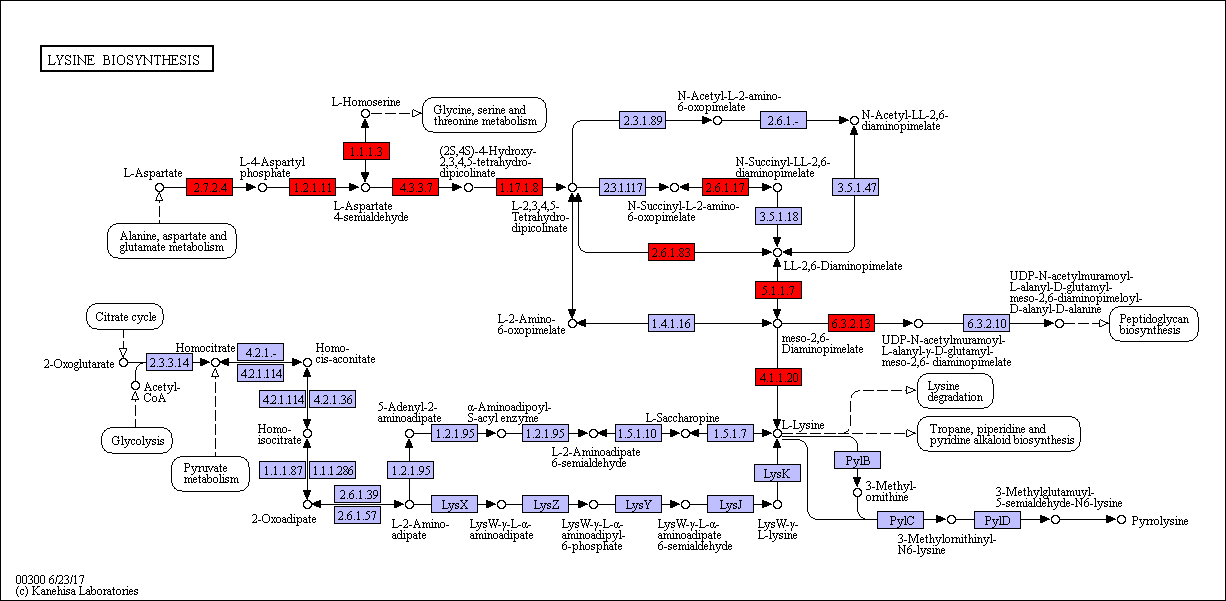 LYSINE BIOSYNTHESIS
L-Homoserine
Glycine, serine and
threonine metabolism
N-Acetyl-L-2-amino-
6-oxopimelate
2.3.1.89
2.6.1.-
N-Acetyl-LL-2,6-
diaminopimelate
1.1.1.3
L-Aspartate
L-4-Aspartyl
phosphate
(2S,4S)-4-Hydroxy-
2,3,4,5-tetrahydro-
dipicolinate
N-Succinyl-LL-2,6-
diaminopimelate
2.7.2.4
1.2.1.11
4.3.3.7
1.17.1.8
2.3.1.117
2.6.1.17
3.5.1.47
L-Aspartate
4-semialdehyde
L-2,3,4,5-
Tetrahydro-
dipicolinate
N-Succinyl-L-2-amino-
6-oxopimelate
3.5.1.18
Alanine, aspartate and
glutamate metabolism
2.6.1.83
LL-2,6-Diaminopimelate
5.1.1.7
UDP-N-acetylmuramoyl-
L-alanyl-D-glutamyl-
meso-2,6-diaminopimeloyl-
D-alanyl-D-alanine
Citrate cycle
L-2-Amino-
6-oxopimelate
1.4.1.16
6.3.2.13
6.3.2.10
Peptidoglycan
biosynthesis
meso-2,6-
Diaminopimelate
UDP-N-acetylmuramoyl-
L-alanyl-γ-D-glutamyl-
meso-2,6- diaminopimelate
2-Oxoglutarate
2.3.3.14
Homocitrate
4.2.1.-
4.2.1.114
Homo-
cis-aconitate
Acetyl-
CoA
4.1.1.20
Lysine
degradation
4.2.1.114
4.2.1.36
5-Adenyl-2-
aminoadipate
α-Aminoadipoyl-
S-acyl enzyme
L-Saccharopine
L-Lysine
Glycolysis
Homo-
isocitrate
1.2.1.95
1.2.1.95
1.5.1.10
1.5.1.7
Tropane, piperidine and
pyridine alkaloid biosynthesis
L-2-Aminoadipate
6-semialdehyde
Pyruvate
metabolism
1.1.1.87
1.1.1.286
1.2.1.95
LysK
PylB
2.6.1.39
2.6.1.57
LysX
LysZ
LysY
LysJ
3-Methyl-
ornithine
2-Oxoadipate
L-2-Amino-
adipate
LysW-γ-L-α-
aminoadipate
LysW-γ-L-α-
aminoadipyl-
6-phosphate
LysW-γ-L-α-
aminoadipate
6-semialdehyde
LysW-γ-
L-lysine
3-Methylglutamuyl-
5-semialdehyde-N6-lysine
PylC
PylD
Pyrrolysine
3-Methylornithinyl-
N6-lysine
00300 6/23/17
(c) Kanehisa Laboratories